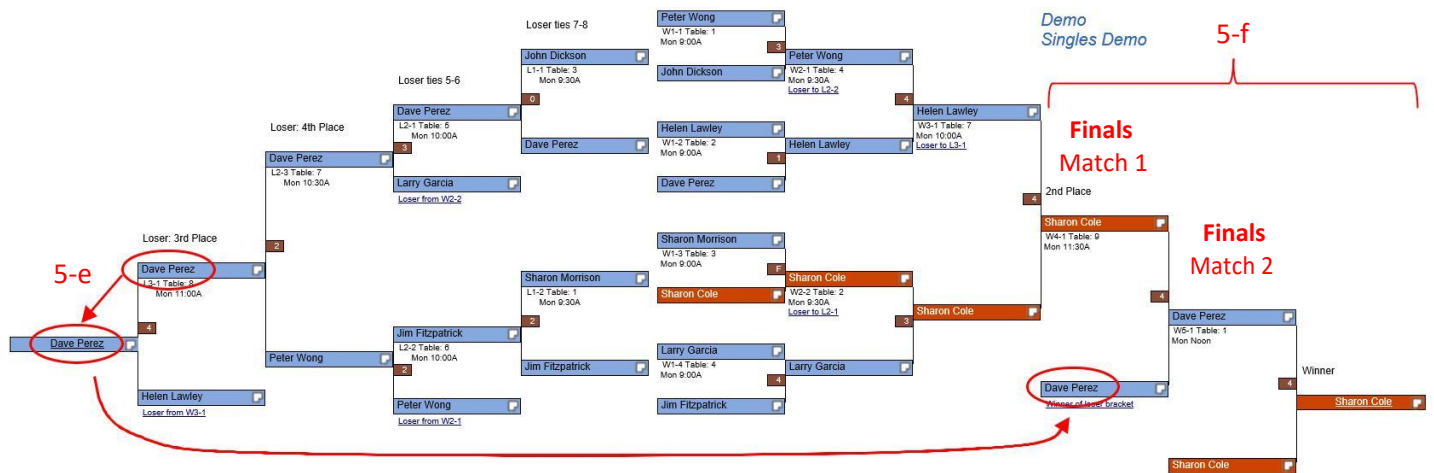 Demo
Singles Demo
5-f
Finals
Match 1
Finals
Match 2
5-e
Dave Perez
4
Loser: 3rd Place
Dave Perez
L3-1 Table: 8
Mon 11:00A
Helen Lawley
Loser from W3-1
2
Loser: 4th Place
Dave Perez
L2-3 Table: 7
Mon 10:30A
Peter Wong
Loser ties 5-6
Dave Perez
L2-1 Table: 5
Mon 10:00A
3
Larry Garcia
Loser from W2-2
Jim Fitzpatrick
L2-2 Table: 6
Mon 10:00A
2
Peter Wong
Loser from W2-1
Loser ties 7-8
John Dickson
L1-1 Table: 3
Mon 9:30A
0
Dave Perez
Sharon Morrison
L1-2 Table: 1
Mon 9:30A
2
Jim Fitzpatrick
Peter Wong
W1-1 Table: 1
Mon 9:00A
3
John Dickson
Helen Lawley
W1-2 Table: 2
Mon 9:00A
1
Dave Perez
Sharon Morrison
W1-3 Table: 3
Mon 9:00A
F
Sharon Cole
Larry Garcia
W1-4 Table: 4
Mon 9:00A
4
Jim Fitzpatrick
Peter Wong
W2-1 Table: 4
Mon 9:30A
Loser to L2-2
4
Helen Lawley
Sharon Cole
W2-2 Table: 2
Mon 9:30A
Loser to L2-1
3
Larry Garcia
Helen Lawley
W3-1 Table: 7
Mon 10:00A
Loser to L3-1
4
Sharon Cole
2nd Place
Sharon Cole
W4-1 Table: 9
Mon 11:30A
4
Dave Perez
Winner of loser bracket
Dave Perez
W5-1 Table: 1
Mon Noon
4
Sharon Cole
Winner
Sharon Cole